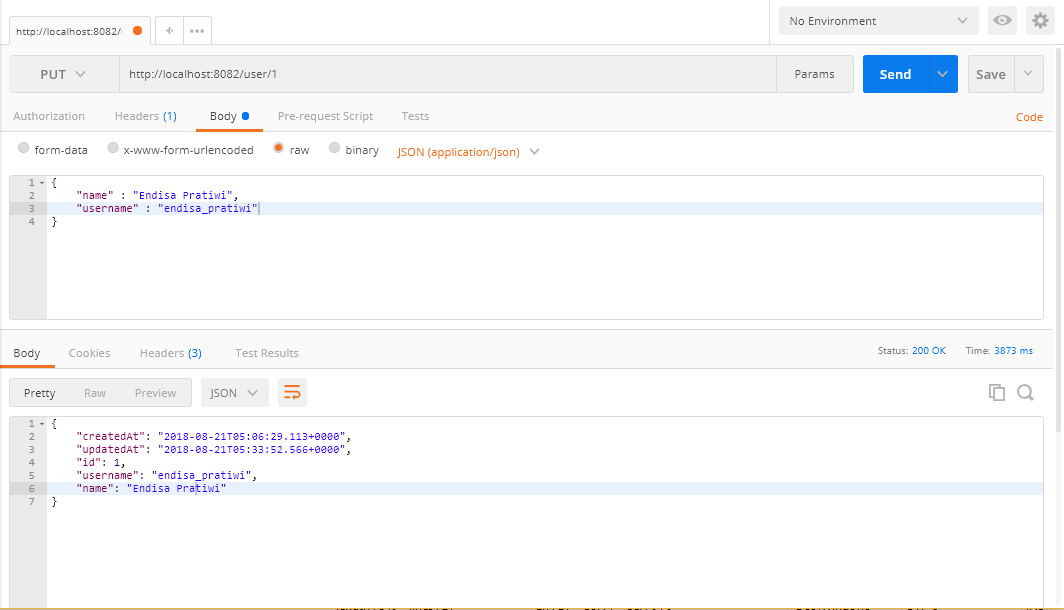 http://localhost:8082/ No Environment
PUT http://localhost:8082/user/1 Params Send Save
Authorization Headers (1) Body Pre-request Script Tests Code
form-data x-www-form-urlencoded raw binary JSON (application/json)
1 {
2 "name" : "Endisa Pratiwi",
3 "username" : "endisa_pratiwi"
4 }
Body Cookies Headers (3) Test Results Status: 200 OK Time: 3873 ms
Pretty Raw Preview JSON
1 {
2 "createdAt": "2018-08-21T05:06:29.113+0000",
3 "updatedAt": "2018-08-21T05:33:52.566+0000",
4 "id": 1,
5 "username": "endisa_pratiwi",
6 "name": "Endisa Pratiwi"
7 }